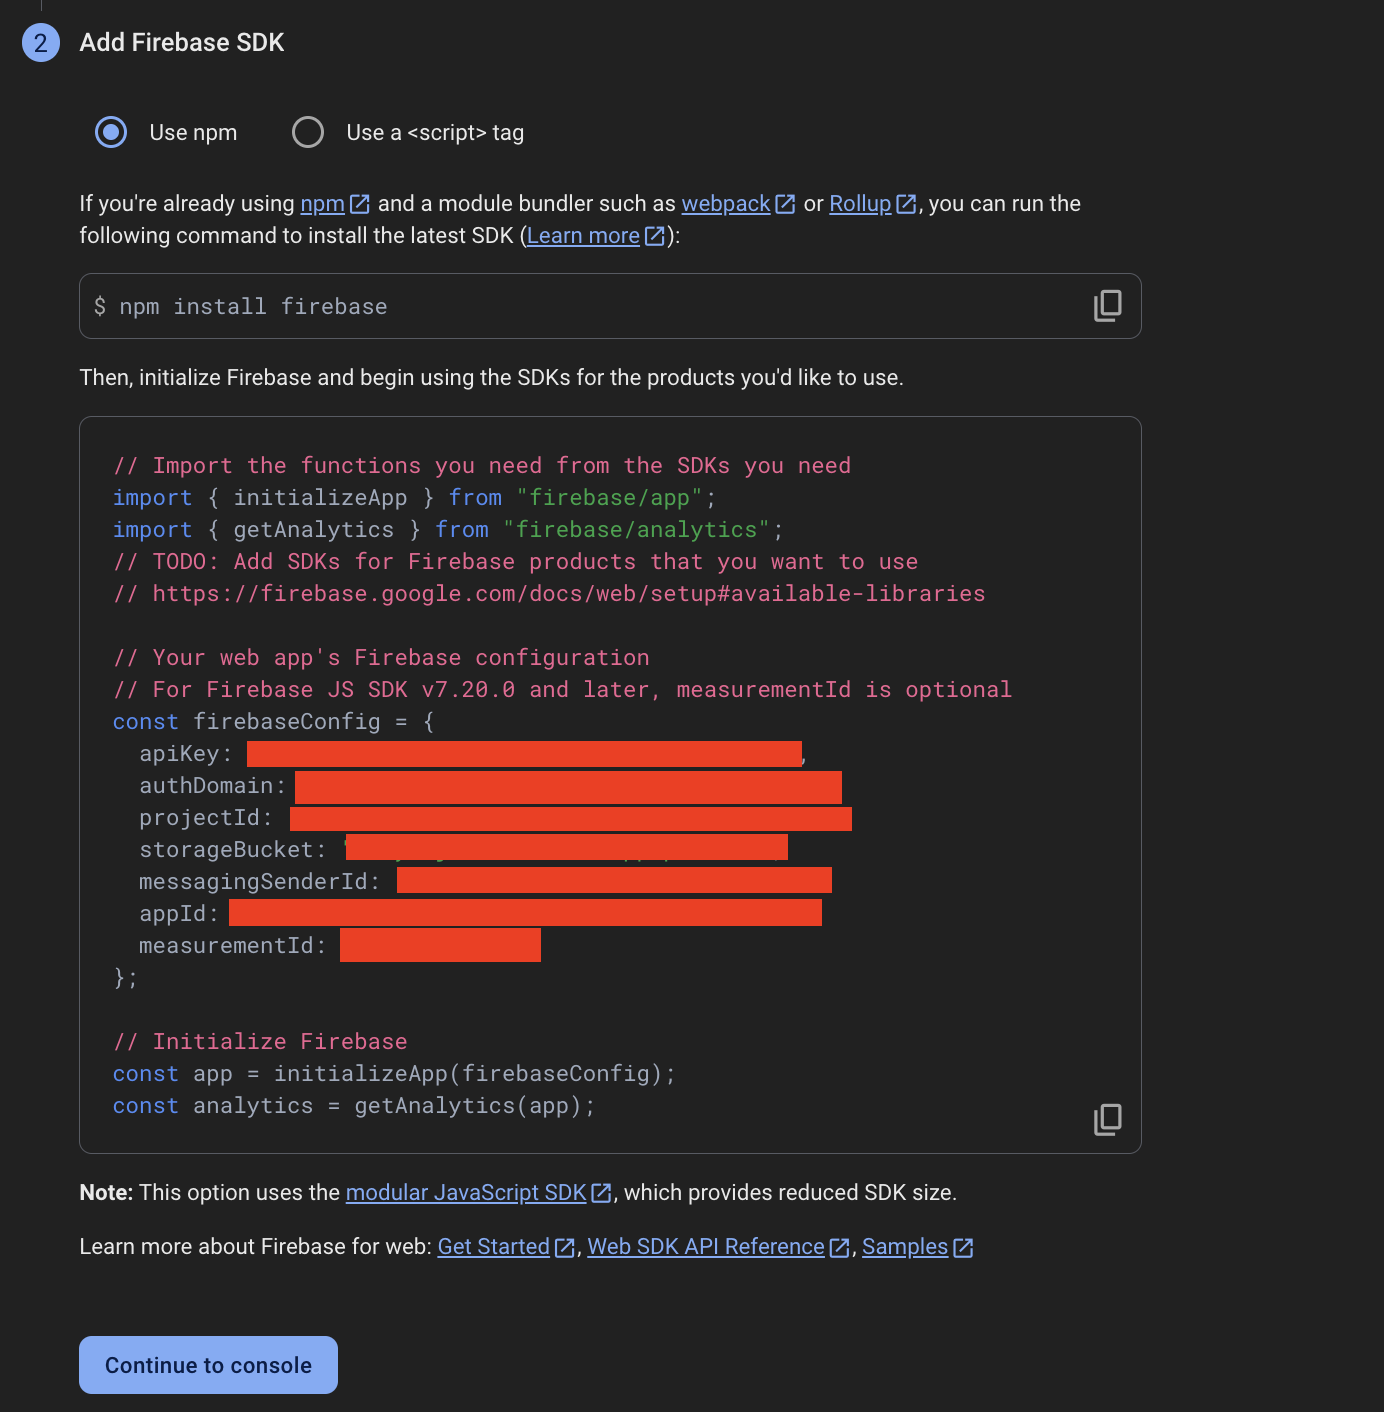 2 Add Firebase SDK
Use npm Use a <script> tag
If you're already using npm and a module bundler such as webpack or Rollup, you can run the
following command to install the latest SDK (Learn more):
$ npm install firebase
Then, initialize Firebase and begin using the SDKs for the products you'd like to use.
// Import the functions you need from the SDKs you need
import { initializeApp } from "firebase/app";
import { getAnalytics } from "firebase/analytics";
// TODO: Add SDKs for Firebase products that you want to use
// https://firebase.google.com/docs/web/setup#available-libraries
// Your web app's Firebase configuration
// For Firebase JS SDK v7.20.0 and later, measurementId is optional
const firebaseConfig = {
apiKey: ,
authDomain:
projectId:
storageBucket:
messagingSenderId:
appId:
measurementId:
};
// Initialize Firebase
const app = initializeApp(firebaseConfig);
const analytics = getAnalytics(app);
Note: This option uses the modular JavaScript SDK, which provides reduced SDK size.
Learn more about Firebase for web: Get Started, Web SDK API Reference, Samples
Continue to console